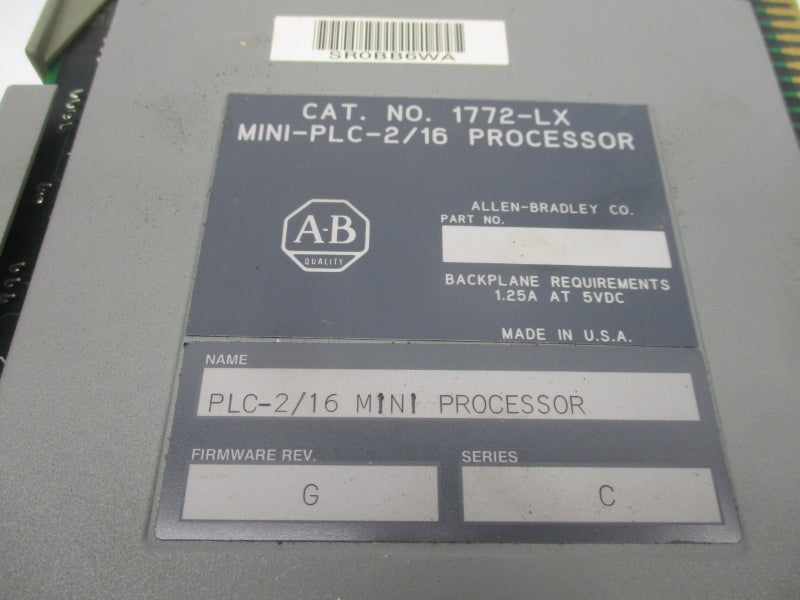 SR0BB6WA
CAT. NO. 1772-LX
MINI-PLC-2/16 PROCESSOR
A-B
QUALITY
ALLEN-BRADLEY CO.
PART NO.
BACKPLANE REQUIREMENTS
1.25A AT 5VDC
MADE IN U.S.A.
NAME
PLC-2/16 MINI PROCESSOR
FIRMWARE REV.
G
SERIES
C